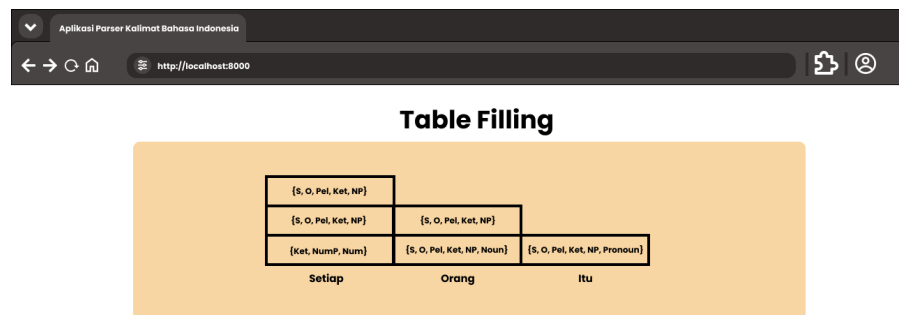 Aplikasi Parser Kalimat Bahasa Indonesia
http://localhost:8000
Table Filling
{S, O, Pel, Ket, NP}
{S, O, Pel, Ket, NP} {S, O, Pel, Ket, NP}
{Ket, NumP, Num} {S, O, Pel, Ket, NP, Noun} {S, O, Pel, Ket, NP, Pronoun}
Setiap Orang Itu